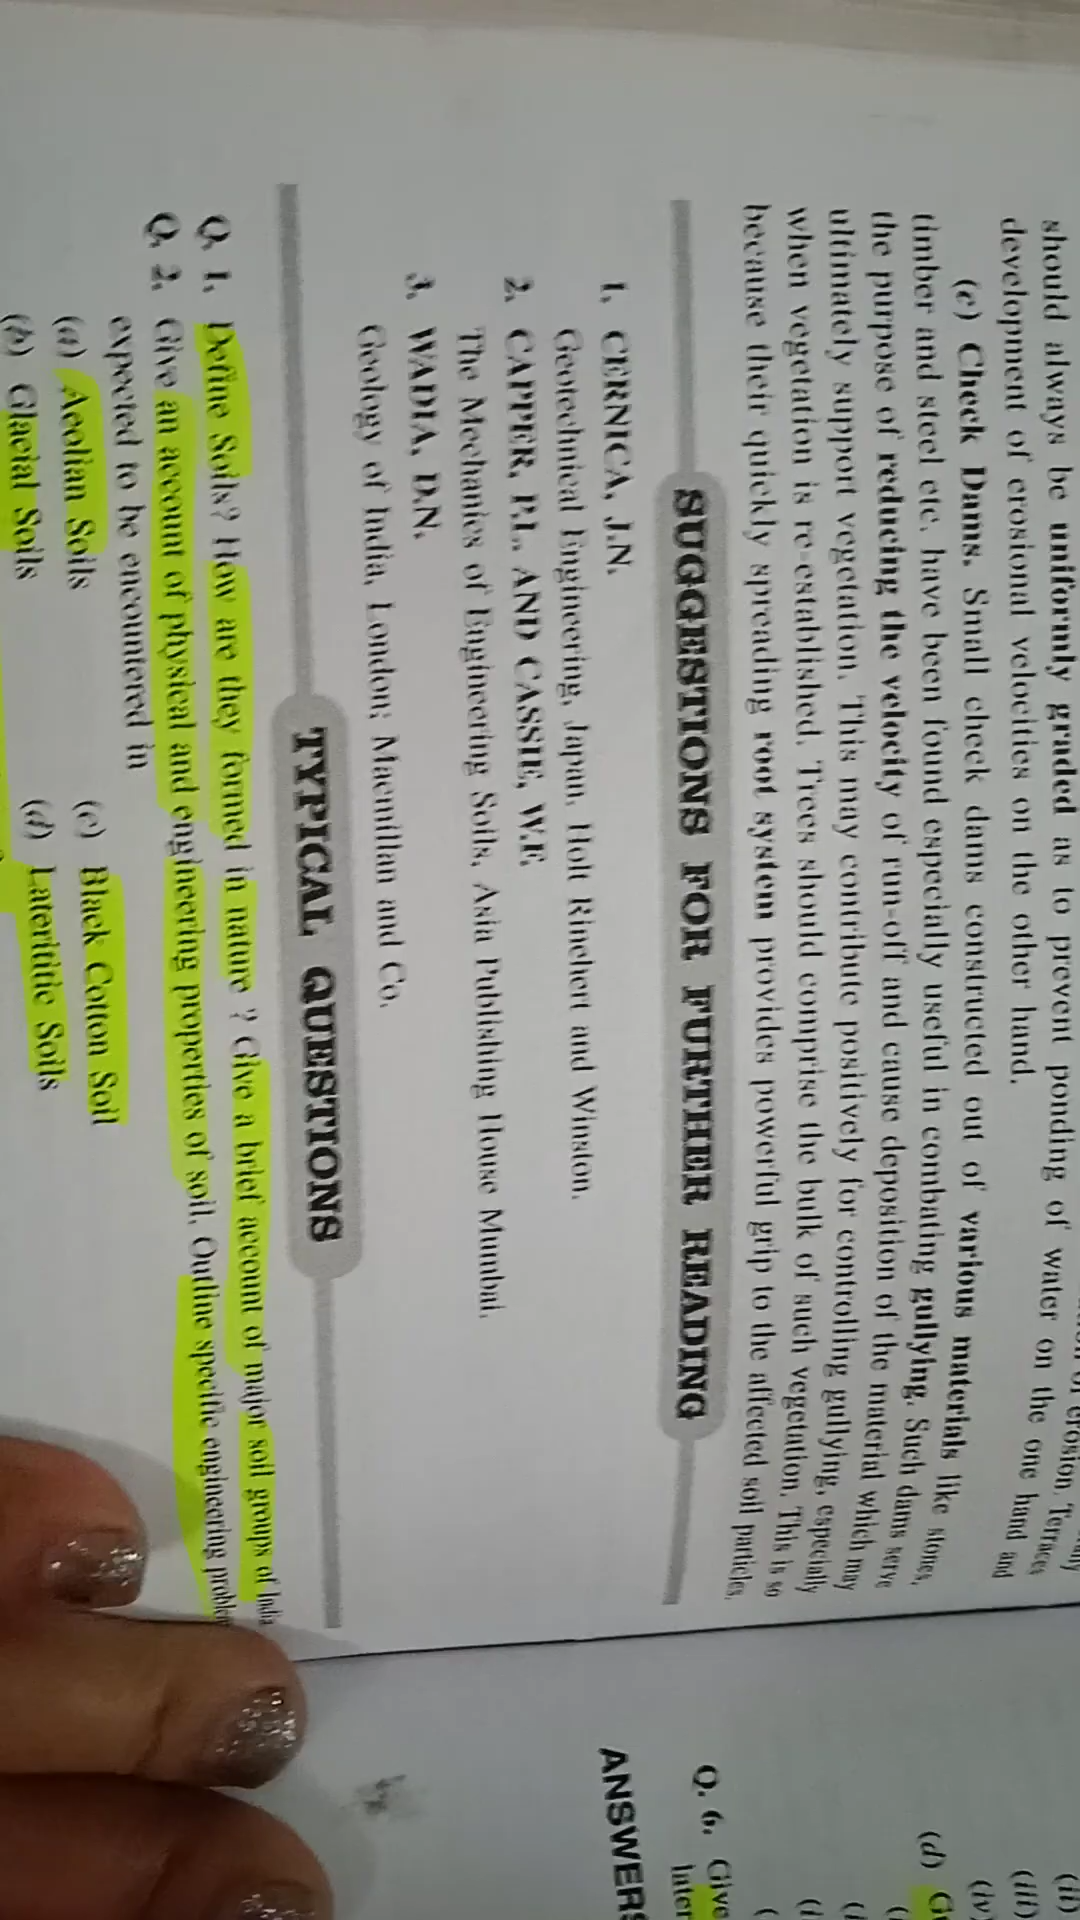 should always be uniformly graded as to prevent ponding of water on the one hand and
development of erosional velocities on the other hand.
(c) Check Dams. Small check dams constructed out of various materials like stones,
timber and steel etc. have been found especially useful in combating gullying. Such dams serve
the purpose of reducing the velocity of run-off and cause deposition of the material which may
ultimately support vegetation. This may contribute positively for controlling gullying, especially
when vegetation is re-established. Trees should comprise the bulk of such vegetation. This is so
because their quickly spreading root system provides powerful grip to the affected soil particles.
SUGGESTIONS FOR FURTHER READING
1. CERNICA, J.N.
Geotechnical Engineering, Japan, Holt Rinehert and Winston.
2. CAPPER, P.L. AND CASSIE, W.F.
The Mechanics of Engineering Soils, Asia Publishing House Mumbai.
3. WADIA, D.N.
Geology of India, London; Macmillan and Co.
TYPICAL QUESTIONS
Q. 1. Define Soils? How are they formed in nature ? Give a brief account of major soil groups of India
Q. 2. Give an account of physical and engineering properties of soil. Outline specific engineering problem
expected to be encountered in
(a) Aeolian Soils (c) Black Cotton Soil
(b) Glacial Soils (d) Lateritic Soils
(ii)
(iii)
(iv)
(d) G
Q. 6. Give
ANSWERS